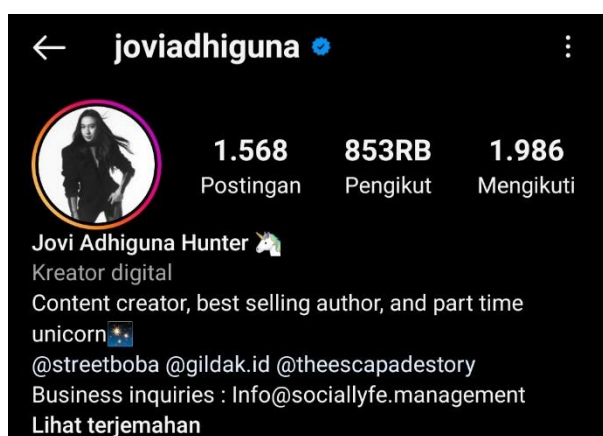 joviadhiguna
1.568 853RB 1.986
Postingan Pengikut Mengikuti
Jovi Adhiguna Hunter 🦄
Kreator digital
Content creator, best selling author, and part time
unicorn🎇
@streetboba @gildak.id @theescapadestory
Business inquiries : Info@sociallyfe.management
Lihat terjemahan